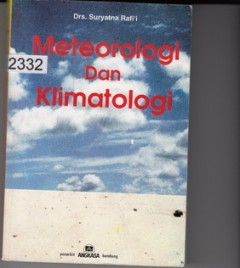 Drs. Suryatna Rafi'i
Meteorologi
2332
Dan
Klimatologi
penerbit ANGKASA bandung